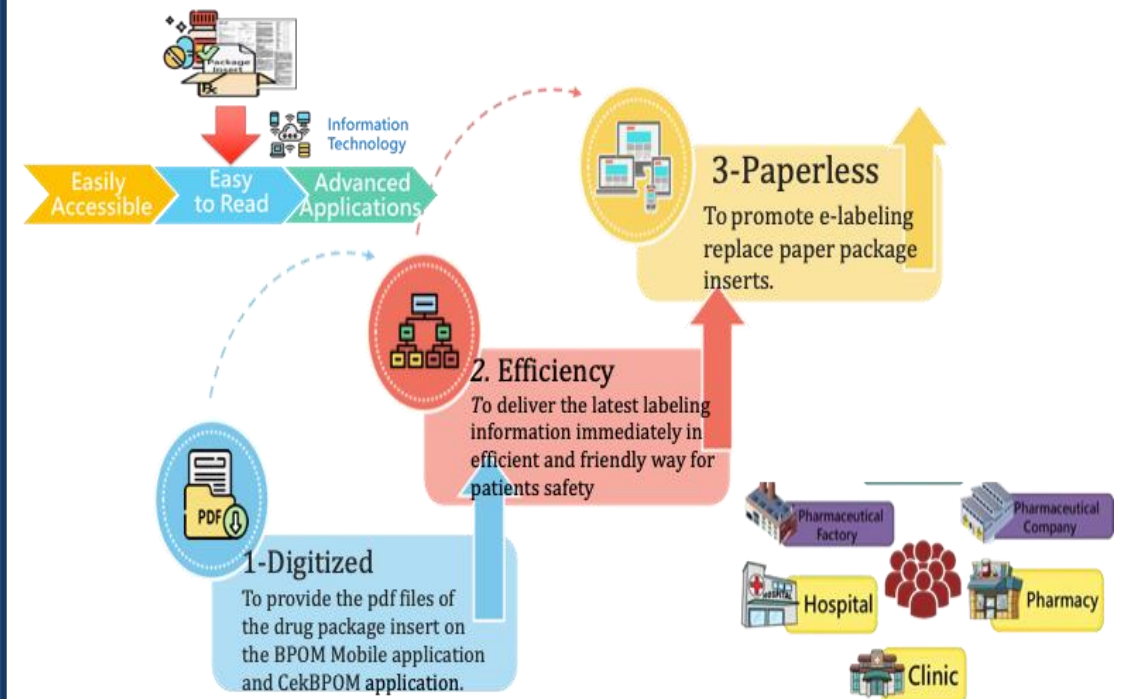 Package
insert
Rx
Information
Technology
Easily
Accessible
Easy
to Read
Advanced
Applications
3-Paperless
To promote e-labeling
replace paper package
inserts.
2. Efficiency
To deliver the latest labeling
information immediately in
efficient and friendly way for
patients safety
PDF
1-Digitized
To provide the pdf files of
the drug package insert on
the BPOM Mobile application
and CekBPOM application.
Pharmaceutical
Factory
Pharmaceutical
Company
HOSPITAL
Hospital
Pharmacy
Clinic